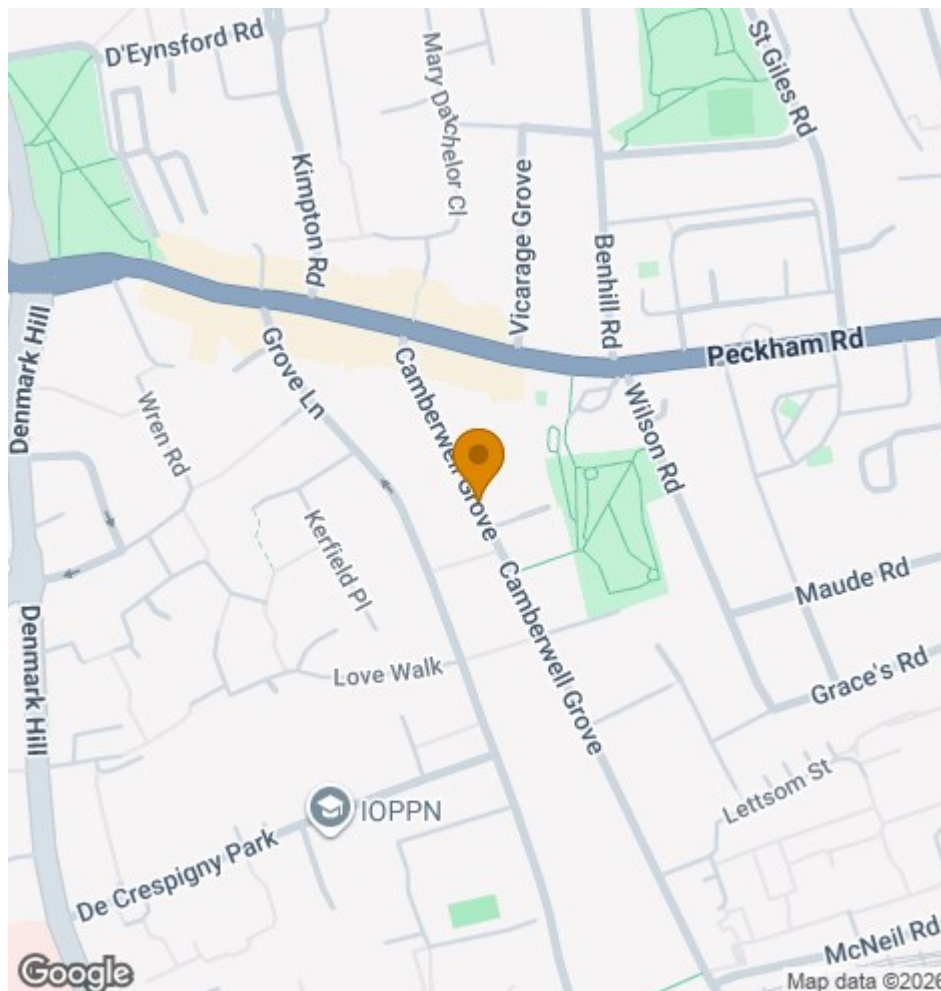 D'Eynsford Rd
Mary Datchelor Cl
St Giles Rd
Kimpton Rd
Vicarage Grove
Benhill Rd
Denmark Hill
Grove Ln
Camberwell Grove
Peckham Rd
Wren Rd
Wilson Rd
Kerfield Pl
Camberwell Grove
Maude Rd
Denmark Hill
Love Walk
Grace's Rd
Lettsom St
IOPPN
De Crespigny Park
McNeil Rd
Google
Map data ©2026